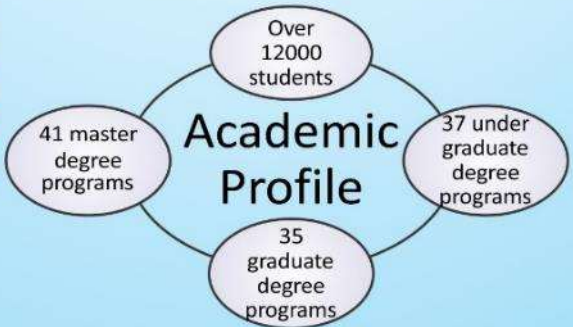 Over
12000
students
41 master
degree
programs
Academic
Profile
37 under
graduate
degree
programs
35
graduate
degree
programs